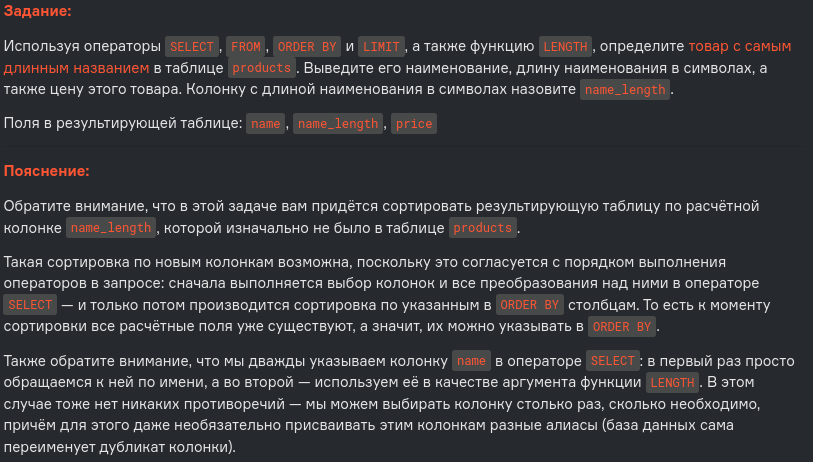 Задание:
Используя операторы SELECT, FROM, ORDER BY и LIMIT, а также функцию LENGTH, определите товар с самым
длинным названием в таблице products. Выведите его наименование, длину наименования в символах, а
также цену этого товара. Колонку с длиной наименования в символах назовите name_length.
Поля в результирующей таблице: name, name_length, price
Пояснение:
Обратите внимание, что в этой задаче вам придётся сортировать результирующую таблицу по расчётной
колонке name_length, которой изначально не было в таблице products.
Такая сортировка по новым колонкам возможна, поскольку это согласуется с порядком выполнения
операторов в запросе: сначала выполняется выбор колонок и все преобразования над ними в операторе
SELECT — и только потом производится сортировка по указанным в ORDER BY столбцам. То есть к моменту
сортировки все расчётные поля уже существуют, а значит, их можно указывать в ORDER BY.
Также обратите внимание, что мы дважды указываем колонку name в операторе SELECT: в первый раз просто
обращаемся к ней по имени, а во второй — используем её в качестве аргумента функции LENGTH. В этом
случае тоже нет никаких противоречий — мы можем выбирать колонку столько раз, сколько необходимо,
причём для этого даже необязательно присваивать этим колонкам разные алиасы (база данных сама
переименует дубликат колонки).